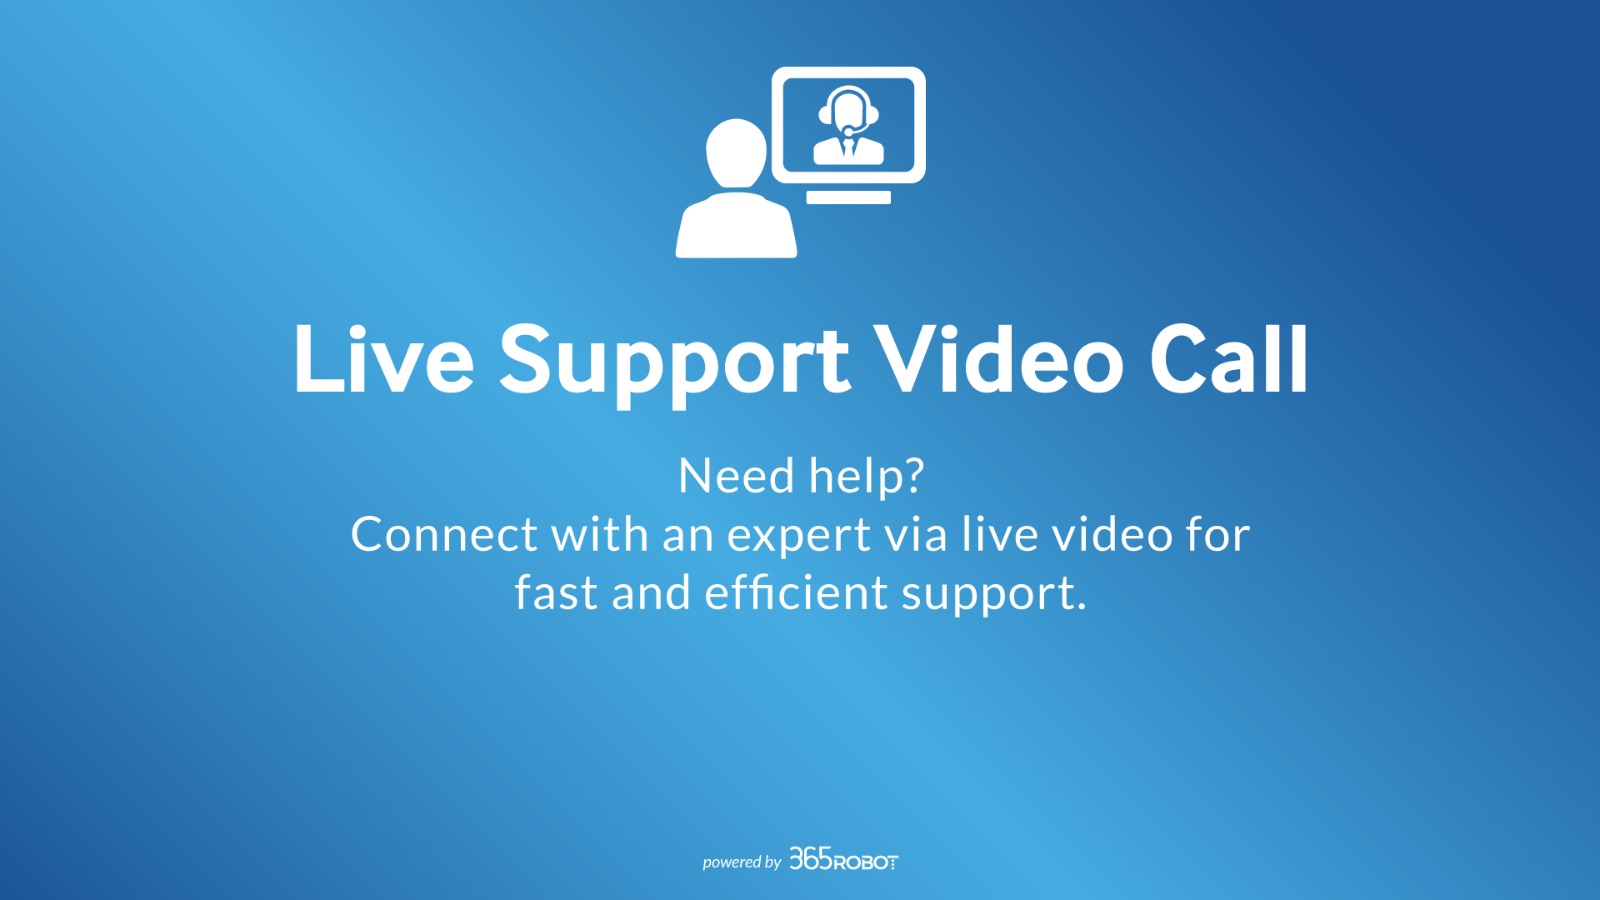 Live Support Video Call
Need help?
Connect with an expert via live video for
fast and efficient support.
powered by 365ROBOT